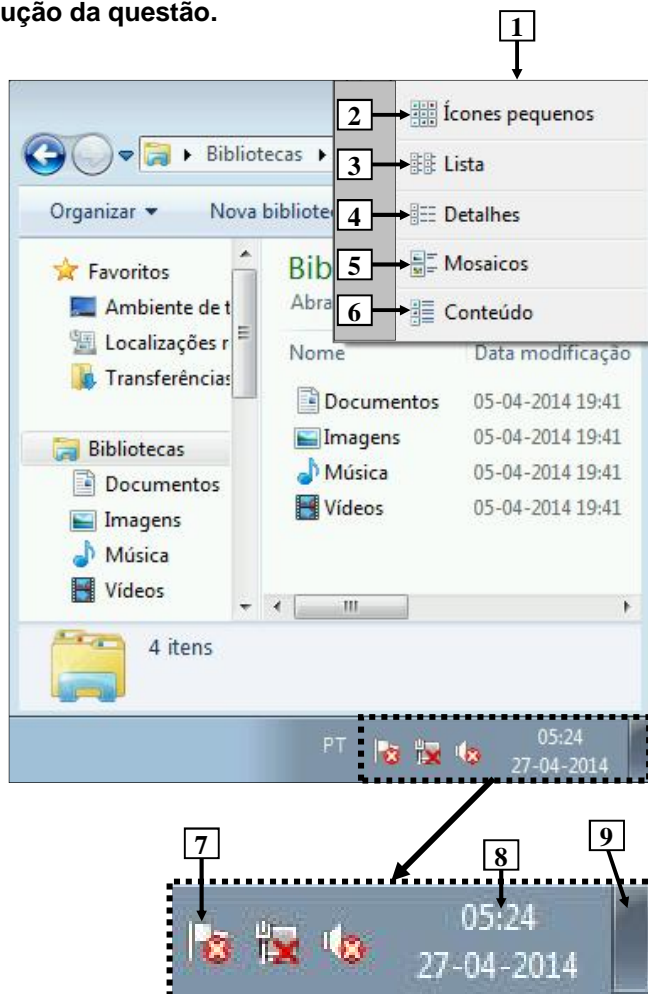 ução da questão.
1
2 Ícones pequenos
Bibliotecas
3 Lista
Organizar Nova bibliote
4 Detalhes
Favoritos
Bib
5 Mosaicos
Ambiente de t
Abra
6 Conteúdo
Localizações r
Nome Data modificação
Transferências
Documentos 05-04-2014 19:41
Imagens 05-04-2014 19:41
Bibliotecas
Música 05-04-2014 19:41
Documentos
Vídeos 05-04-2014 19:41
Imagens
Música
Vídeos
4 itens
PT 05:24
27-04-2014
7 8 9
05:24
27-04-2014